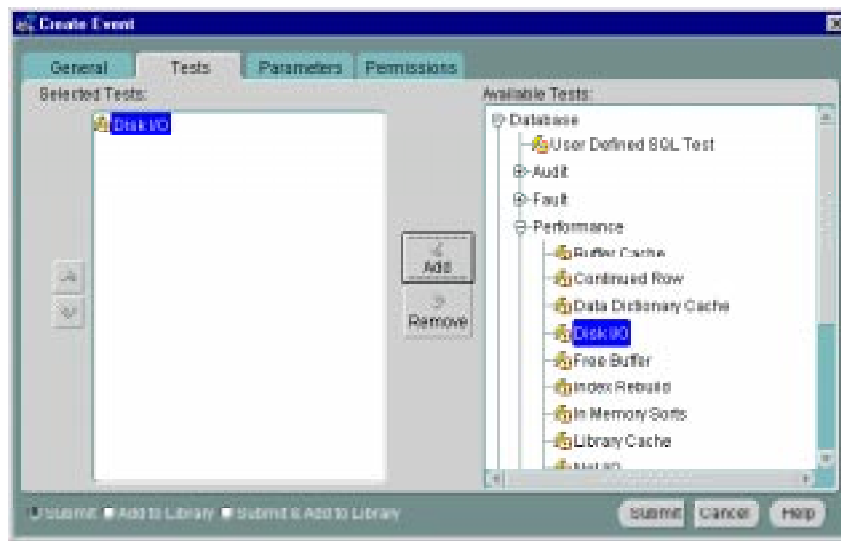 Create Event
General Tests Parameters Permissions
Selected Tests:
Disk I/O
Add
Remove
Available Tests:
Database
User Defined SQL Test
Audit
Fault
Performance
Buffer Cache
Continued Row
Data Dictionary Cache
Disk I/O
Free Buffer
Index Rebuild
In Memory Sorts
Library Cache
Net I/O
Submit Add to Library Submit & Add to Library
Submit Cancel Help